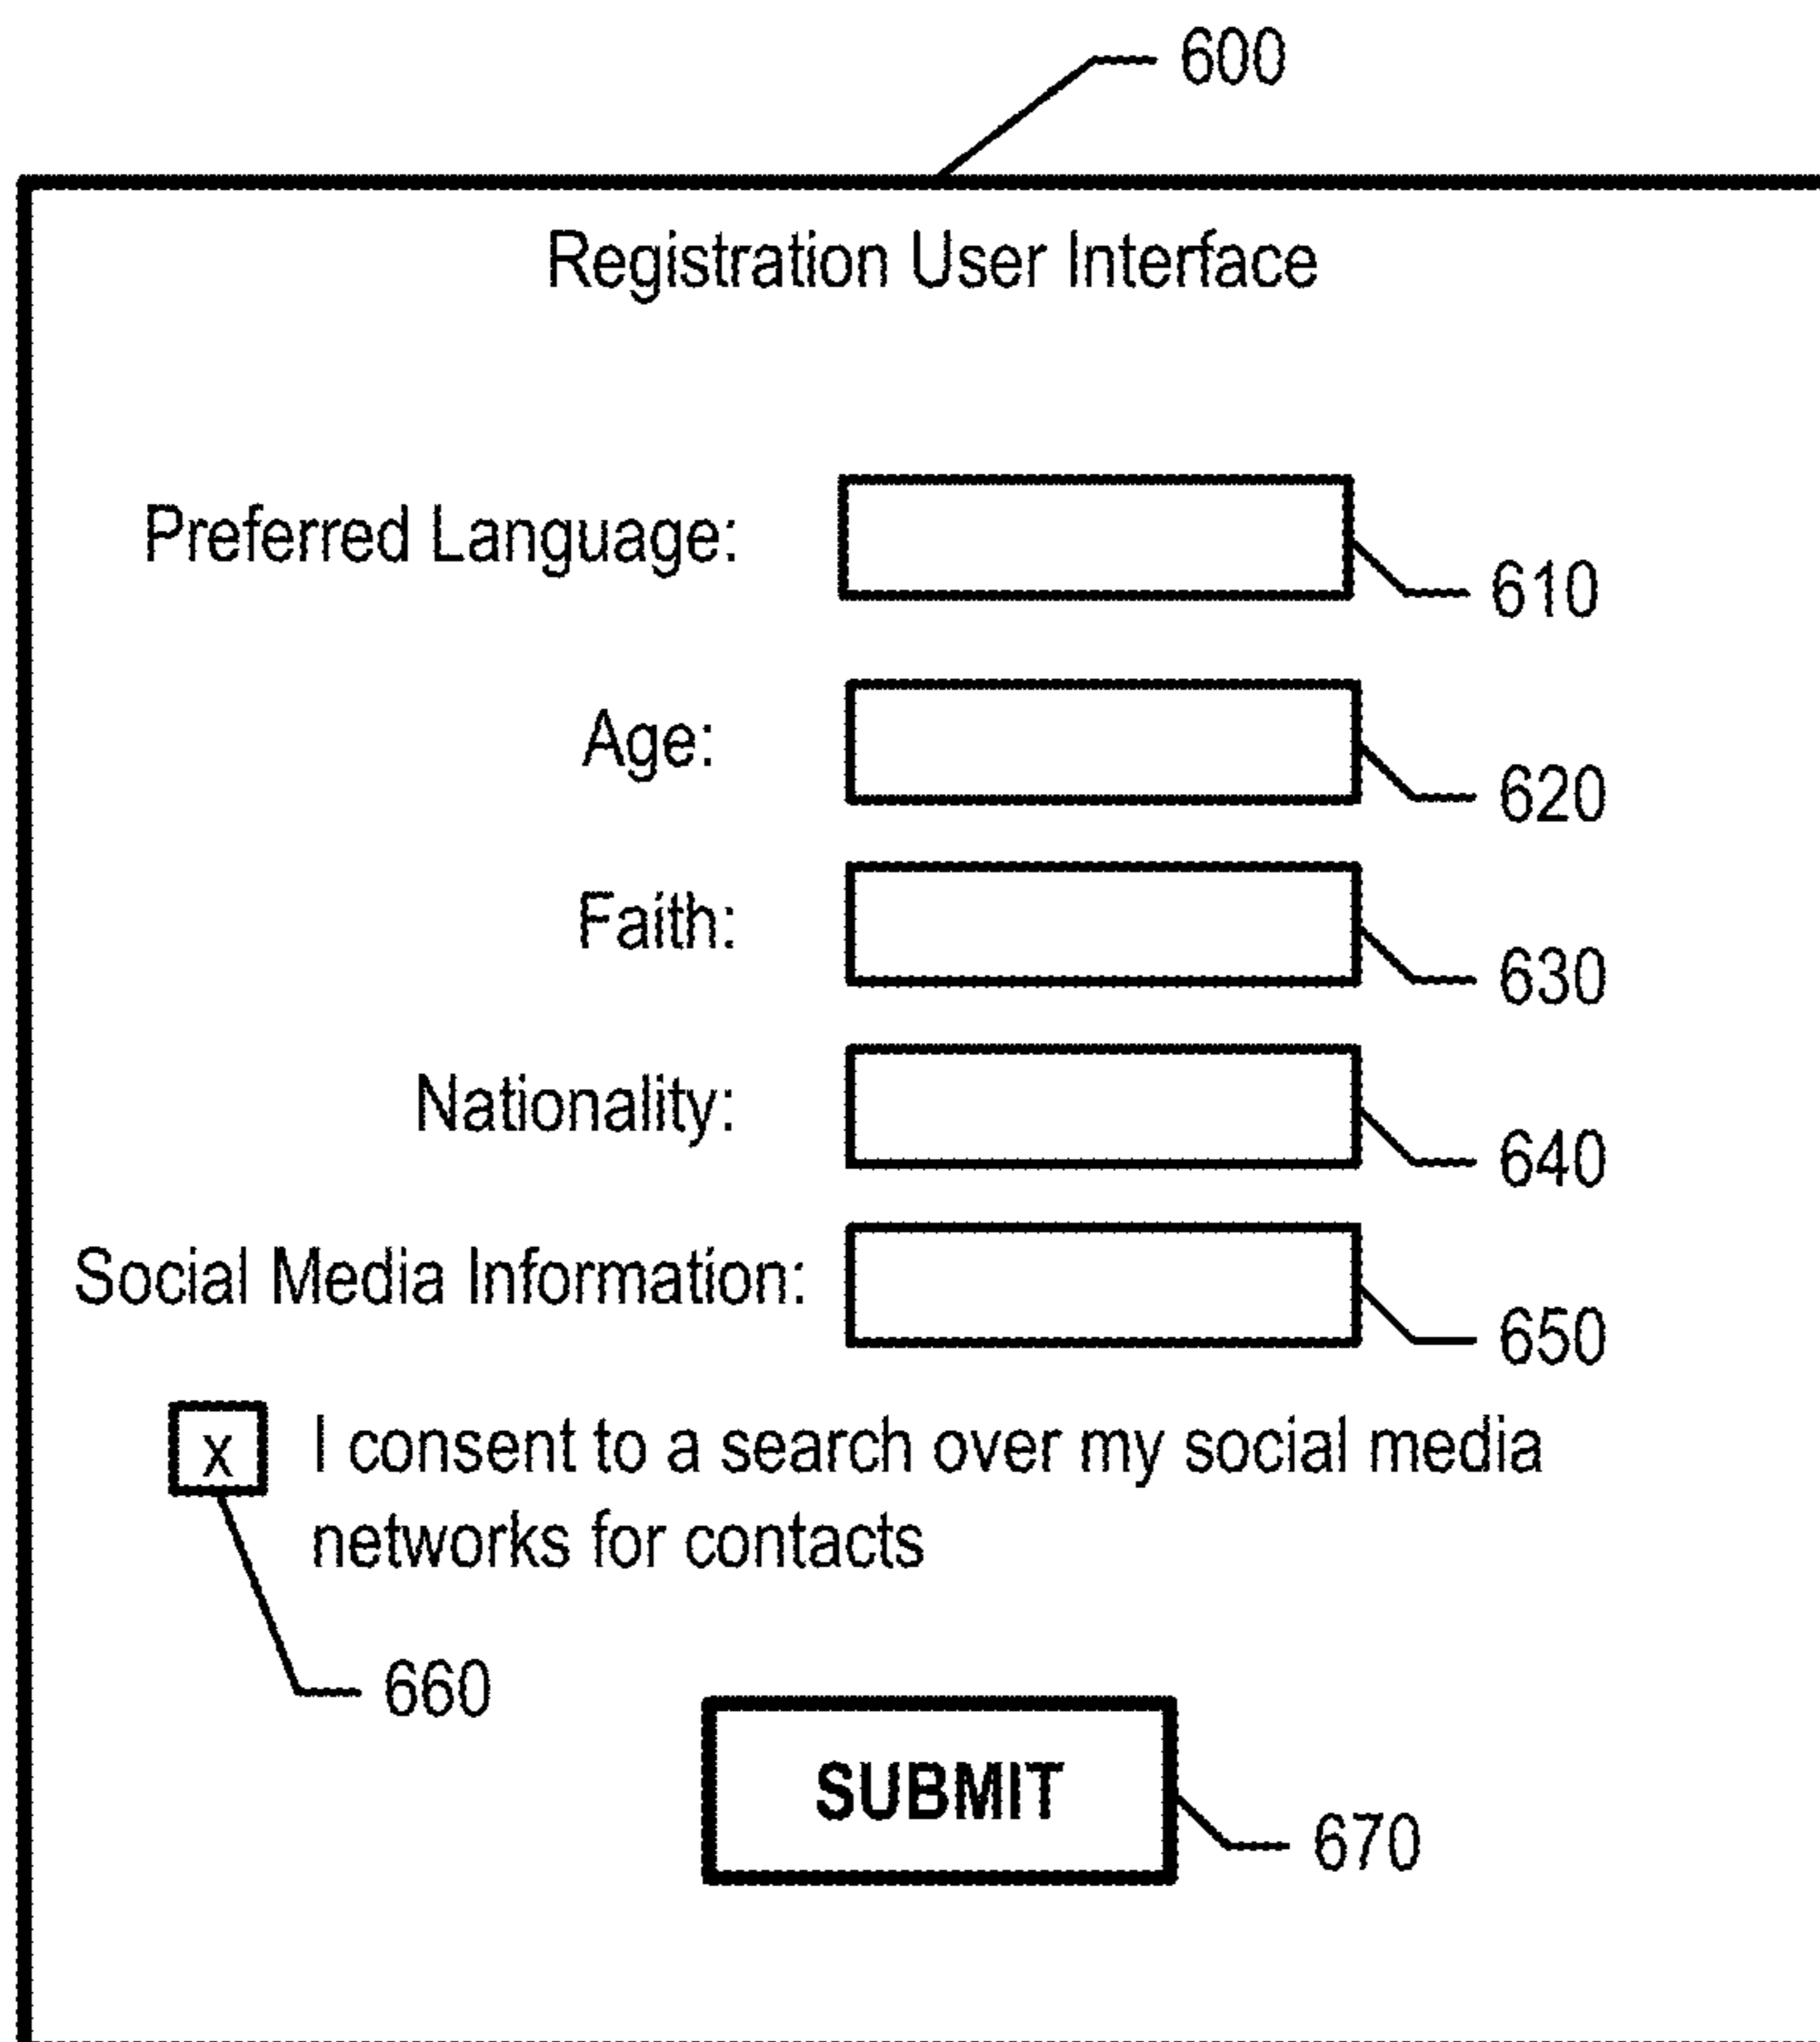 600
Registration User Interface
Preferred Language:
610
Age:
620
Faith:
630
Nationality:
640
Social Media Information:
650
x I consent to a search over my social media
networks for contacts
660
SUBMIT
670